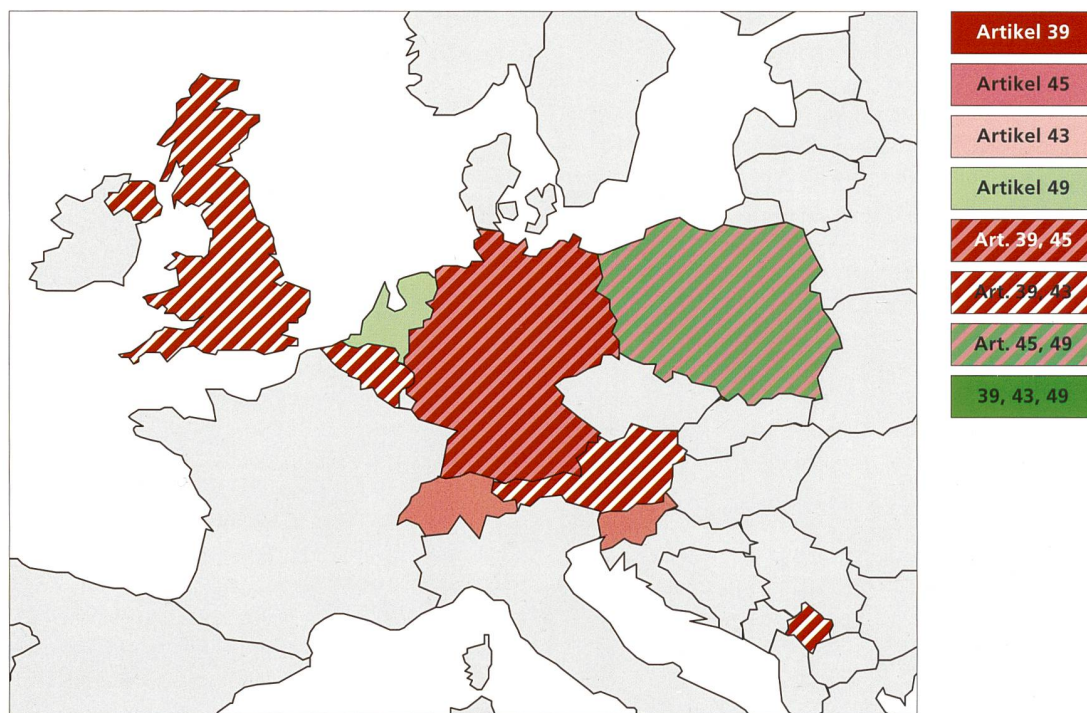 Artikel 39
Artikel 45
Artikel 43
Artikel 49
Art. 39, 45
Art. 39, 43
Art. 45, 49
39, 43, 49